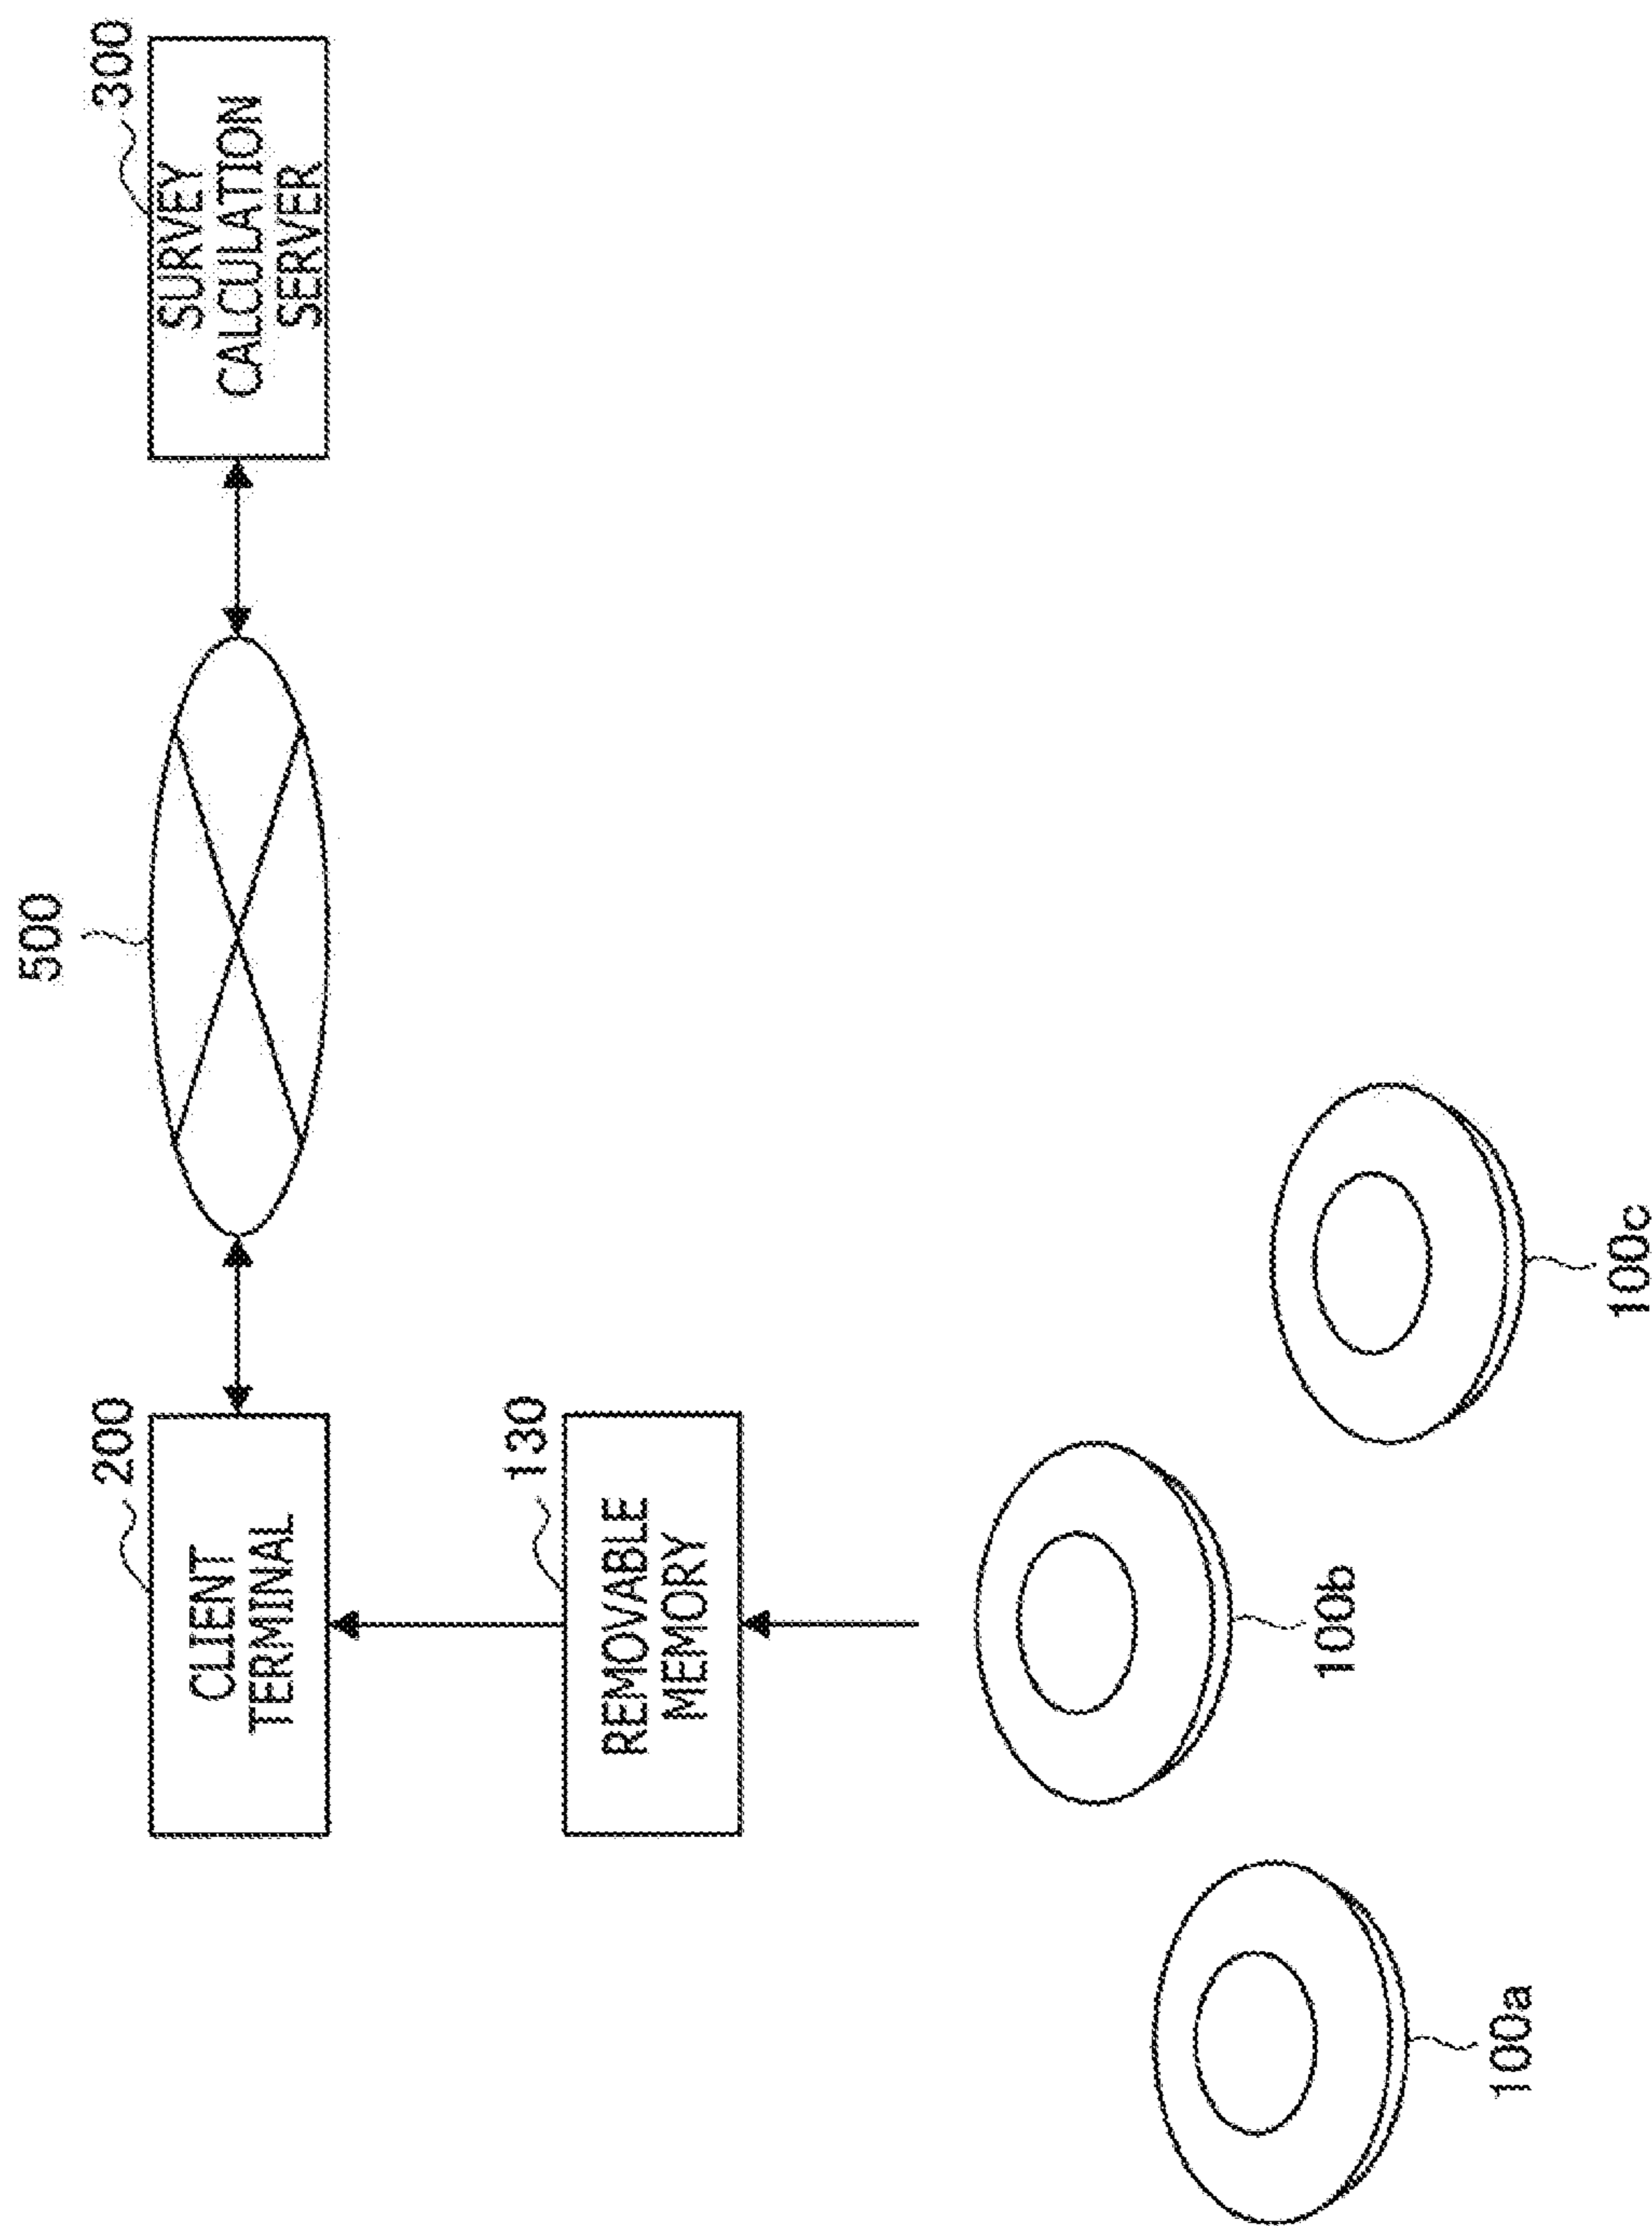 500
200
CLIENT
TERMINAL
300
SURVEY
CALCULATION
SERVER
130
REMOVABLE
MEMORY
100a
100b
100c